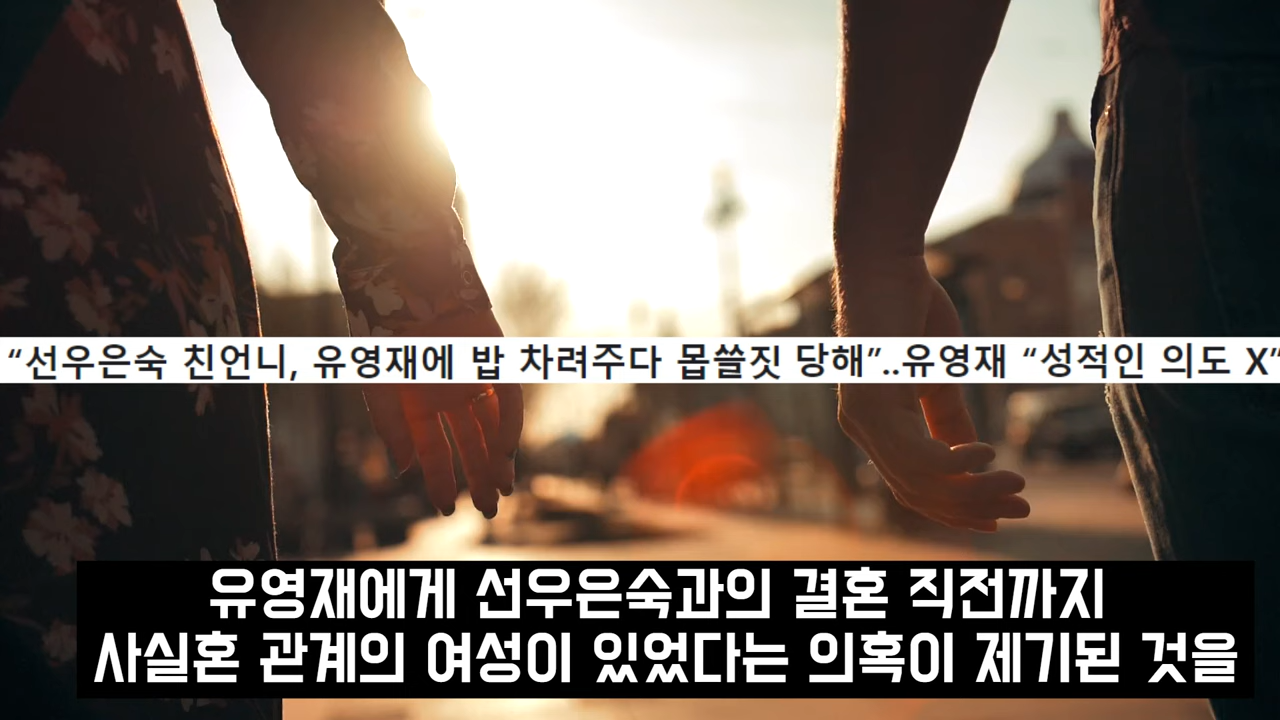 “선우은숙 친언니, 유영재에 밥 차려주다 몹쓸짓 당해”..유영재 “성적인 의도 X”
유영재에게 선우은숙과의 결혼 직전까지
사실혼 관계의 여성이 있었다는 의혹이 제기된 것을